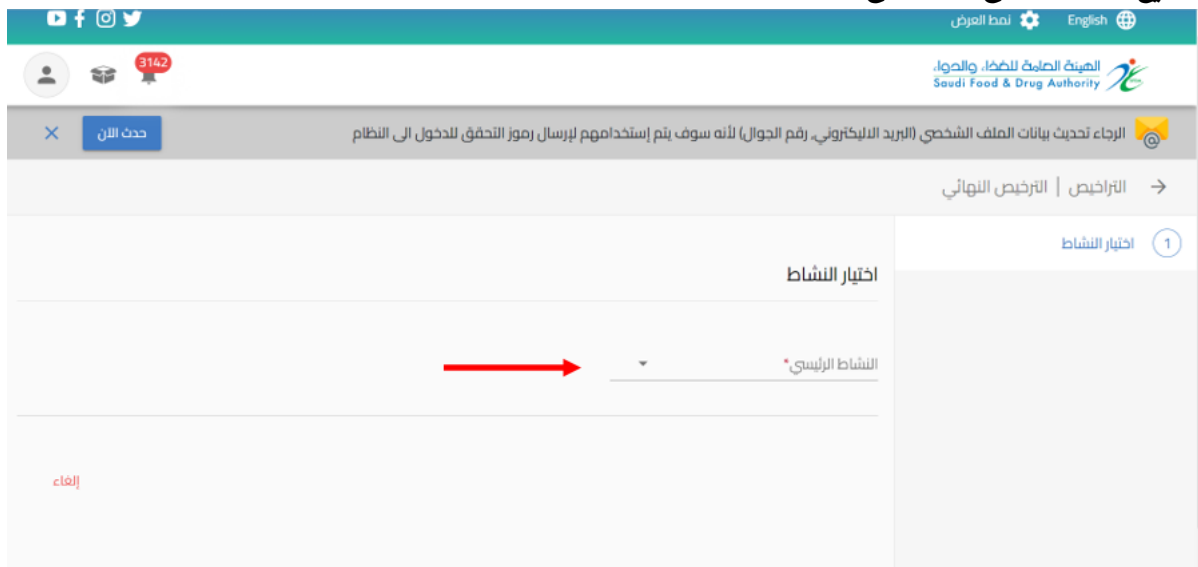 English نمط العرض
الهيئة العامة للغذاء والدواء
Saudi Food & Drug Authority
3142
الرجاء تحديث بيانات الملف الشخصي (البريد الاليكتروني, رقم الجوال) لأنه سوف يتم إستخدامهم لإرسال رموز التحقق للدخول الى النظام
حدث الآن
التراخيص | الترخيص النهائي
1 اختيار النشاط
اختيار النشاط
النشاط الرئيسي*
إلغاء